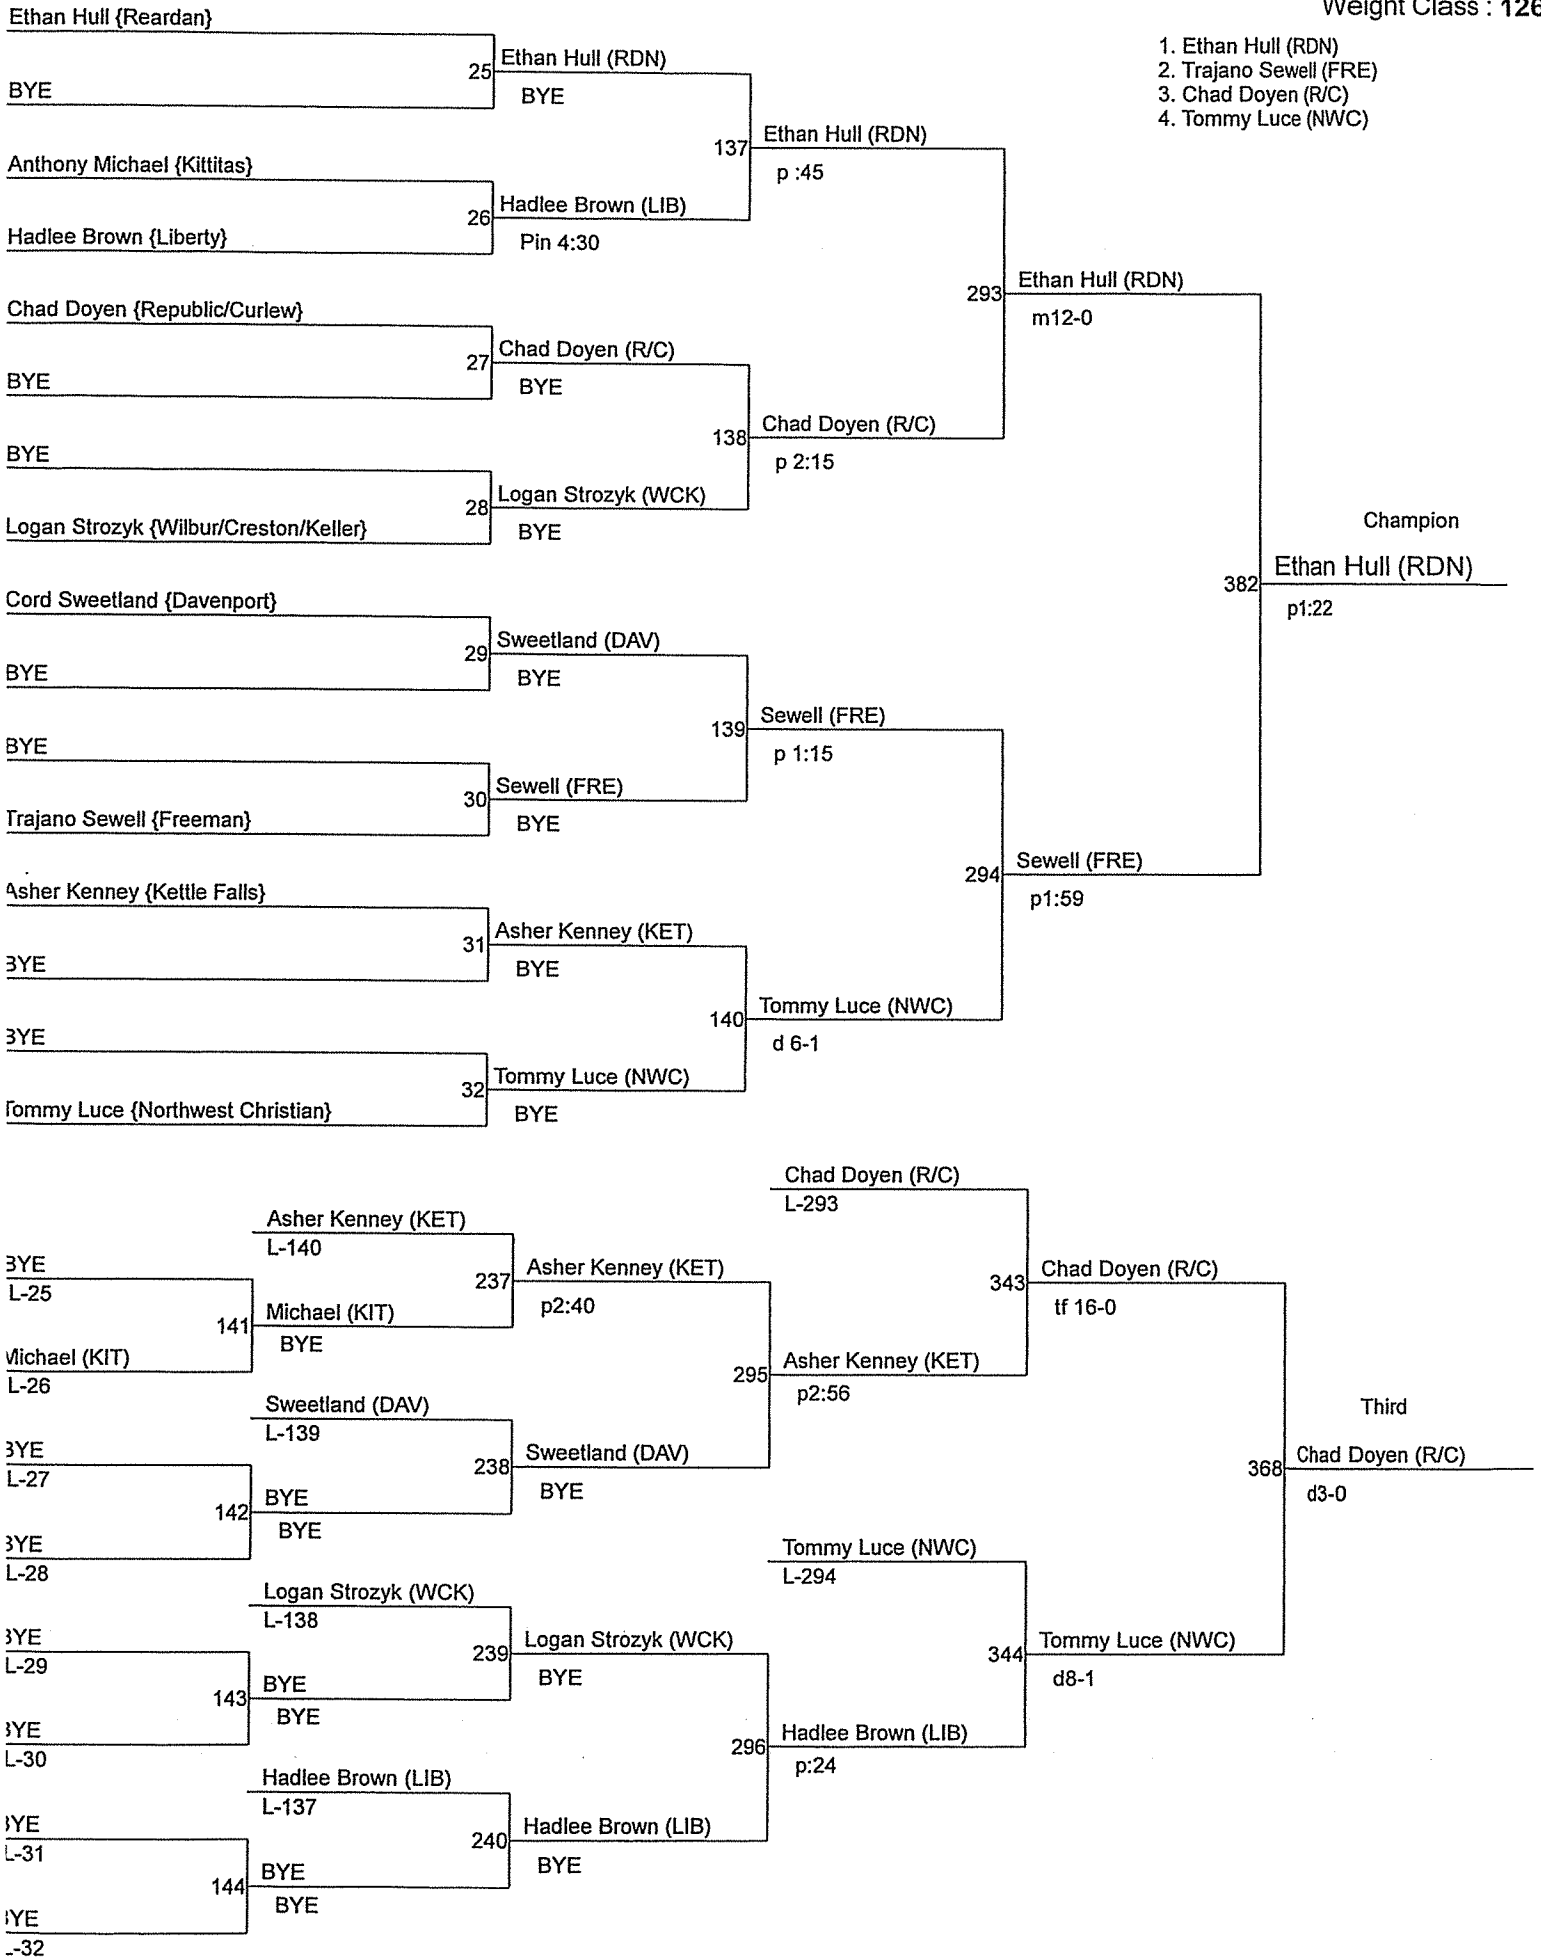 Weight Class : 126
1. Ethan Hull (RDN)
2. Trajano Sewell (FRE)
3. Chad Doyen (R/C)
4. Tommy Luce (NWC)
Ethan Hull {Reardan}
25
Ethan Hull (RDN)
BYE
BYE
137
Ethan Hull (RDN)
p :45
Anthony Michael {Kittitas}
26
Hadlee Brown (LIB)
Pin 4:30
Hadlee Brown {Liberty}
293
Ethan Hull (RDN)
m12-0
Chad Doyen {Republic/Curlew}
27
Chad Doyen (R/C)
BYE
BYE
138
Chad Doyen (R/C)
p 2:15
BYE
28
Logan Strozyk (WCK)
BYE
Logan Strozyk {Wilbur/Creston/Keller}
Champion
382
Ethan Hull (RDN)
p1:22
Cord Sweetland {Davenport}
29
Sweetland (DAV)
BYE
BYE
139
Sewell (FRE)
p 1:15
BYE
30
Sewell (FRE)
BYE
Trajano Sewell {Freeman}
294
Sewell (FRE)
p1:59
Asher Kenney {Kettle Falls}
31
Asher Kenney (KET)
BYE
BYE
140
Tommy Luce (NWC)
d 6-1
BYE
32
Tommy Luce (NWC)
BYE
Tommy Luce {Northwest Christian}
Chad Doyen (R/C)
L-293
Asher Kenney (KET)
L-140
BYE
L-25
237
Asher Kenney (KET)
p2:40
343
Chad Doyen (R/C)
tf 16-0
141
Michael (KIT)
BYE
Michael (KIT)
L-26
295
Asher Kenney (KET)
p2:56
Sweetland (DAV)
L-139
Third
BYE
L-27
238
Sweetland (DAV)
BYE
368
Chad Doyen (R/C)
d3-0
142
BYE
BYE
BYE
L-28
Tommy Luce (NWC)
L-294
Logan Strozyk (WCK)
L-138
BYE
L-29
239
Logan Strozyk (WCK)
BYE
344
Tommy Luce (NWC)
d8-1
143
BYE
BYE
BYE
L-30
296
Hadlee Brown (LIB)
p:24
Hadlee Brown (LIB)
L-137
BYE
L-31
240
Hadlee Brown (LIB)
BYE
144
BYE
BYE
BYE
L-32